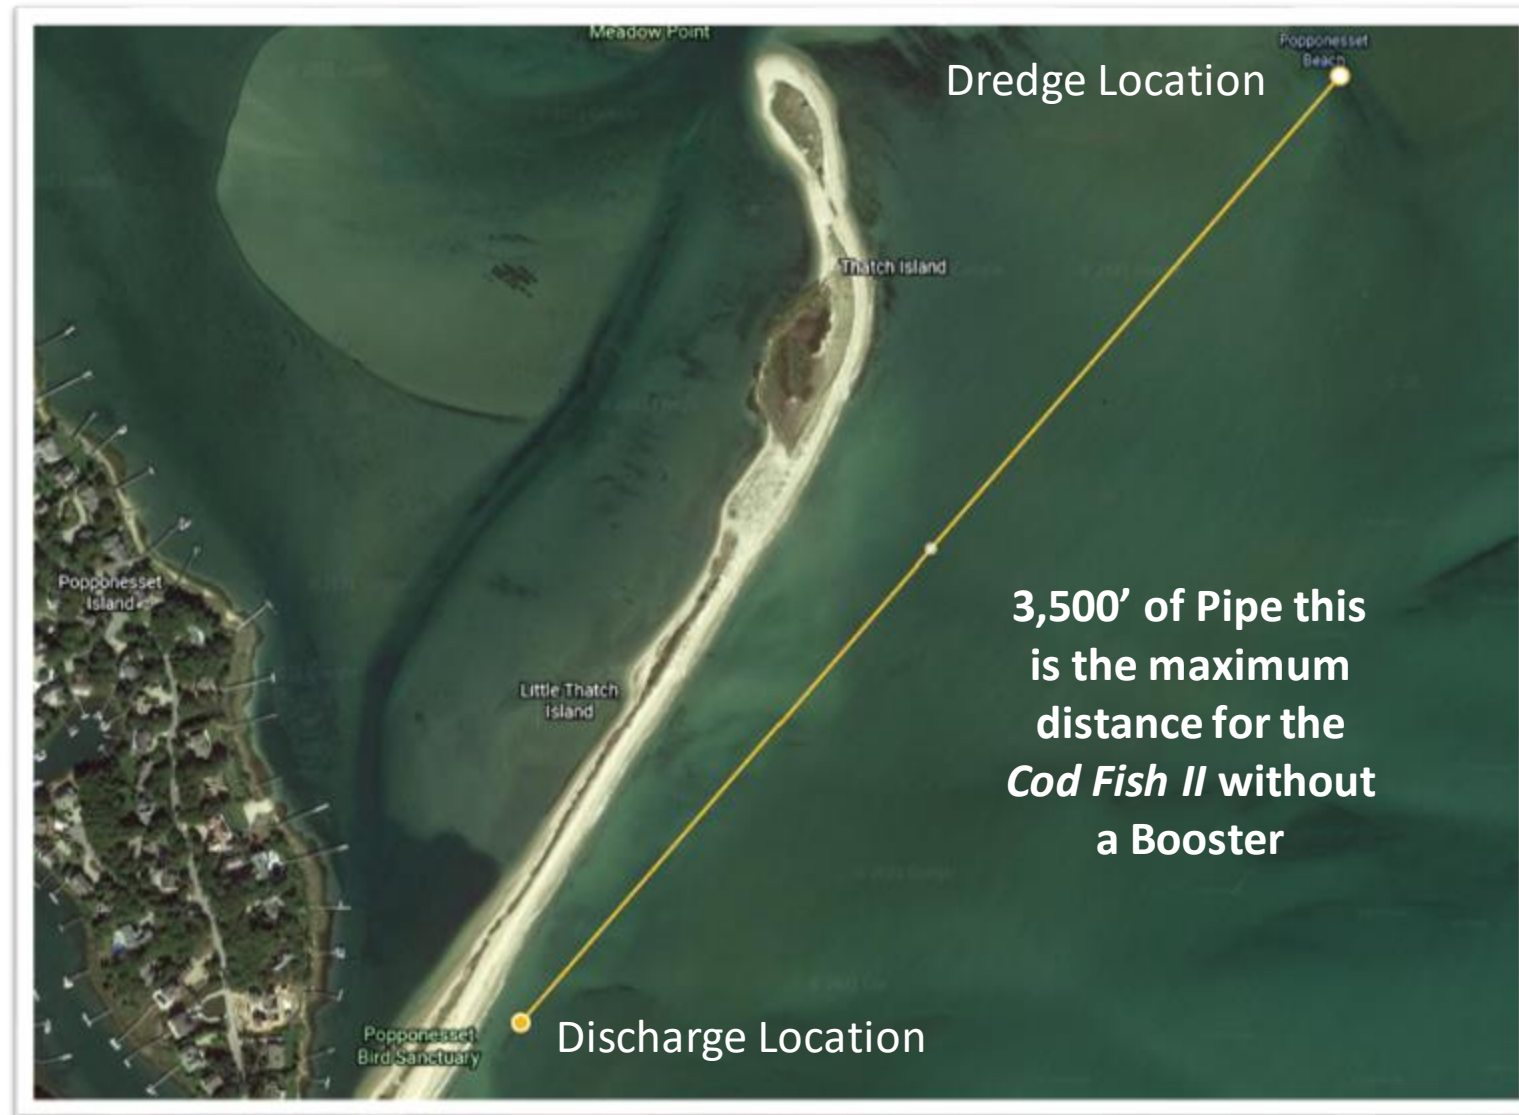 Meadow Point
Popponesset
Beach
Dredge Location
Thatch Island
Popponesset
Island
3,500’ of Pipe this
is the maximum
distance for the
Cod Fish II without
a Booster
Little Thatch
Island
Popponesset
Bird Sanctuary
Discharge Location